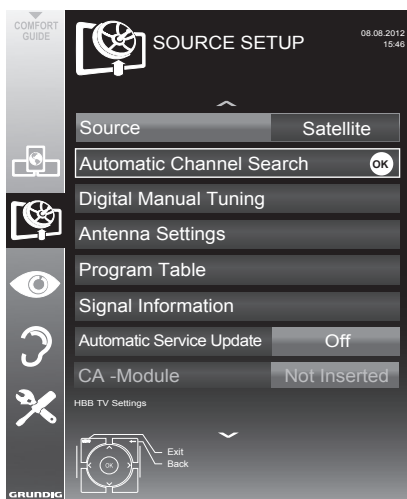 COMFORT
GUIDE
SOURCE SETUP
08.08.2012
15:46
Source Satellite
Automatic Channel Search OK
Digital Manual Tuning
Antenna Settings
Program Table
Signal Information
Automatic Service Update Off
CA -Module Not Inserted
HBB TV Settings
Exit
OK Back
GRUNDIG